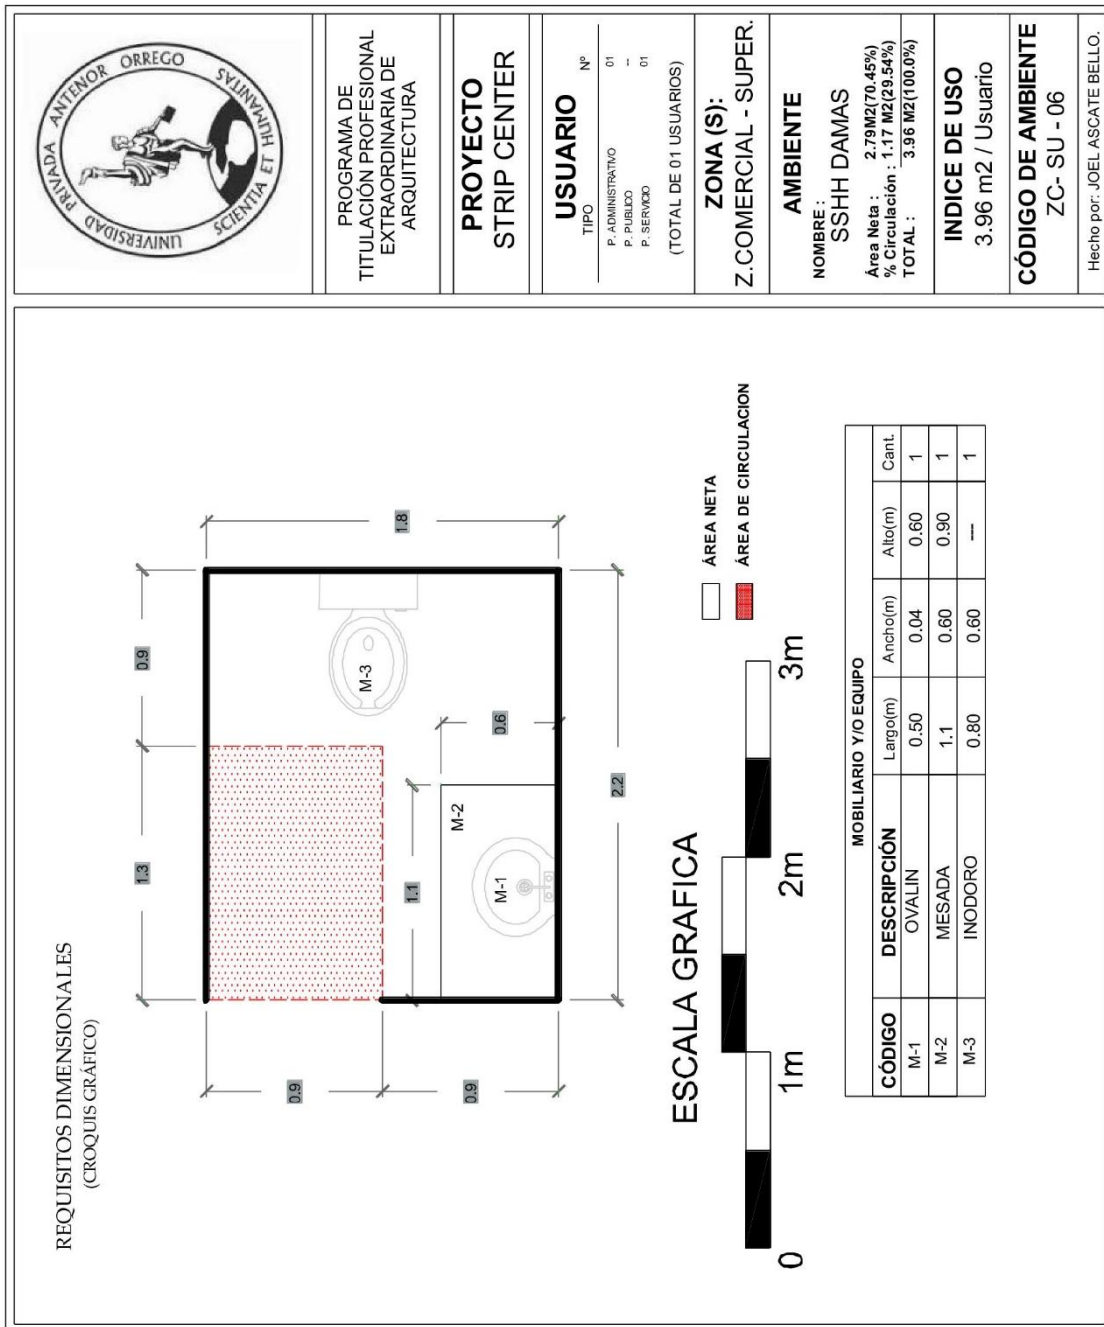 REQUISITOS DIMENSIONALES
(CROQUIS GRÁFICO)
1.3
0.9
0.9
0.9
1.8
1.1
0.6
2.2
M-1
M-2
M-3
ESCALA GRAFICA
0
1m
2m
3m
ÁREA NETA
ÁREA DE CIRCULACION
MOBILIARIO Y/O EQUIPO
CÓDIGO DESCRIPCIÓN Largo(m) Ancho(m) Alto(m) Cant.
M-1 OVALIN 0.50 0.04 0.60 1
M-2 MESADA 1.1 0.60 0.90 1
M-3 INODORO 0.80 0.60 --- 1
UNIVERSIDAD PRIVADA ANTENOR ORREGO
SCIENTIA ET HUMANITAS
PROGRAMA DE
TITULACIÓN PROFESIONAL
EXTRAORDINARIA DE
ARQUITECTURA
PROYECTO
STRIP CENTER
USUARIO
TIPO Nº
P. ADMINISTRATIVO 01
P. PUBLICO --
P. SERVICIO 01
(TOTAL DE 01 USUARIOS)
ZONA (S):
Z.COMERCIAL - SUPER.
AMBIENTE
NOMBRE :
SSHH DAMAS
Área Neta : 2.79M2(70.45%)
% Circulación : 1.17 M2(29.54%)
TOTAL : 3.96 M2(100.0%)
INDICE DE USO
3.96 m2 / Usuario
CÓDIGO DE AMBIENTE
ZC- SU - 06
Hecho por: JOEL ASCATE BELLO.